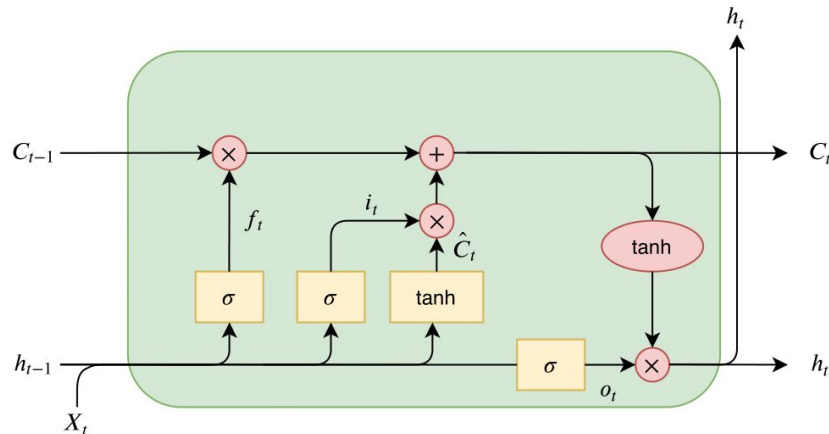 h_t
C_{t-1}
×
+
C_t
f_t
i_t
×
Ĉ_t
tanh
σ
σ
tanh
h_{t-1}
σ
×
h_t
o_t
X_t